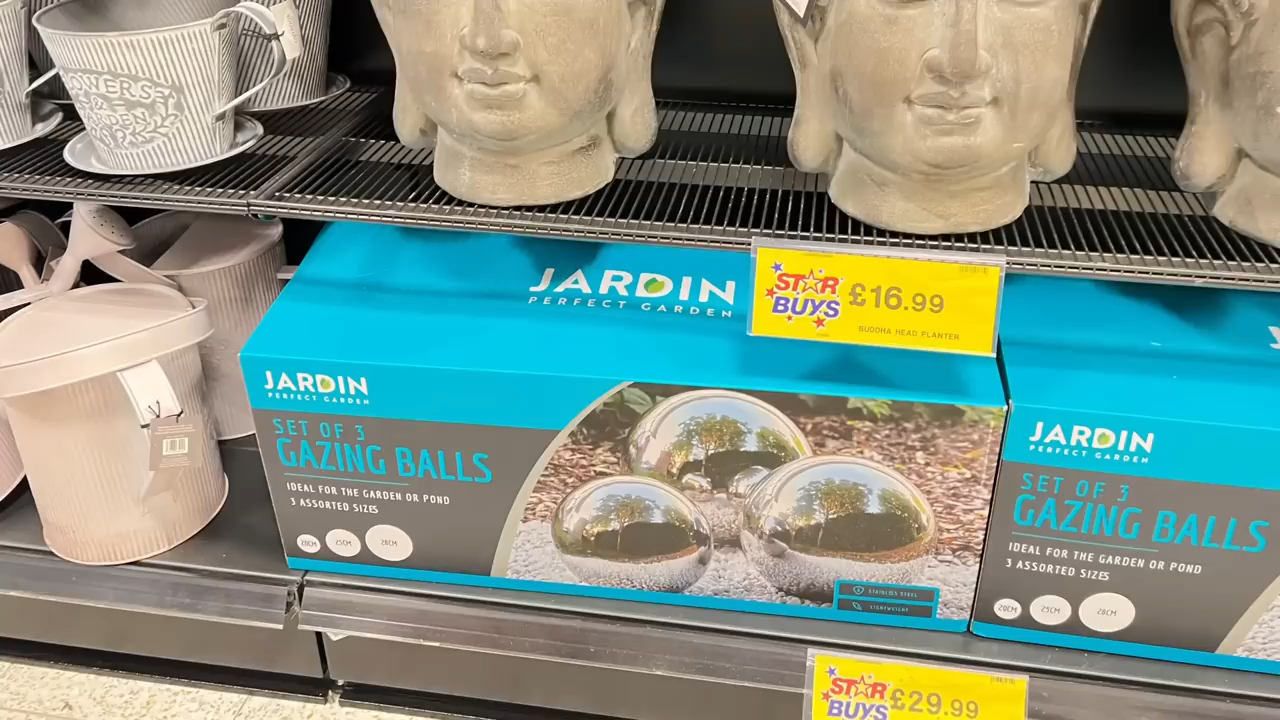 OWERS
&
RDEN
JARDIN
PERFECT GARDEN
STAR
BUYS
£16.99
BUDDHA HEAD PLANTER
JARDIN
PERFECT GARDEN
SET OF 3
GAZING BALLS
IDEAL FOR THE GARDEN OR POND
3 ASSORTED SIZES
20CM 25CM 28CM
STAINLESS STEEL
LIGHTWEIGHT
JARDIN
PERFECT GARDEN
SET OF 3
GAZING BALLS
IDEAL FOR THE GARDEN OR POND
3 ASSORTED SIZES
20CM 25CM 28CM
STAR
BUYS
£29.99